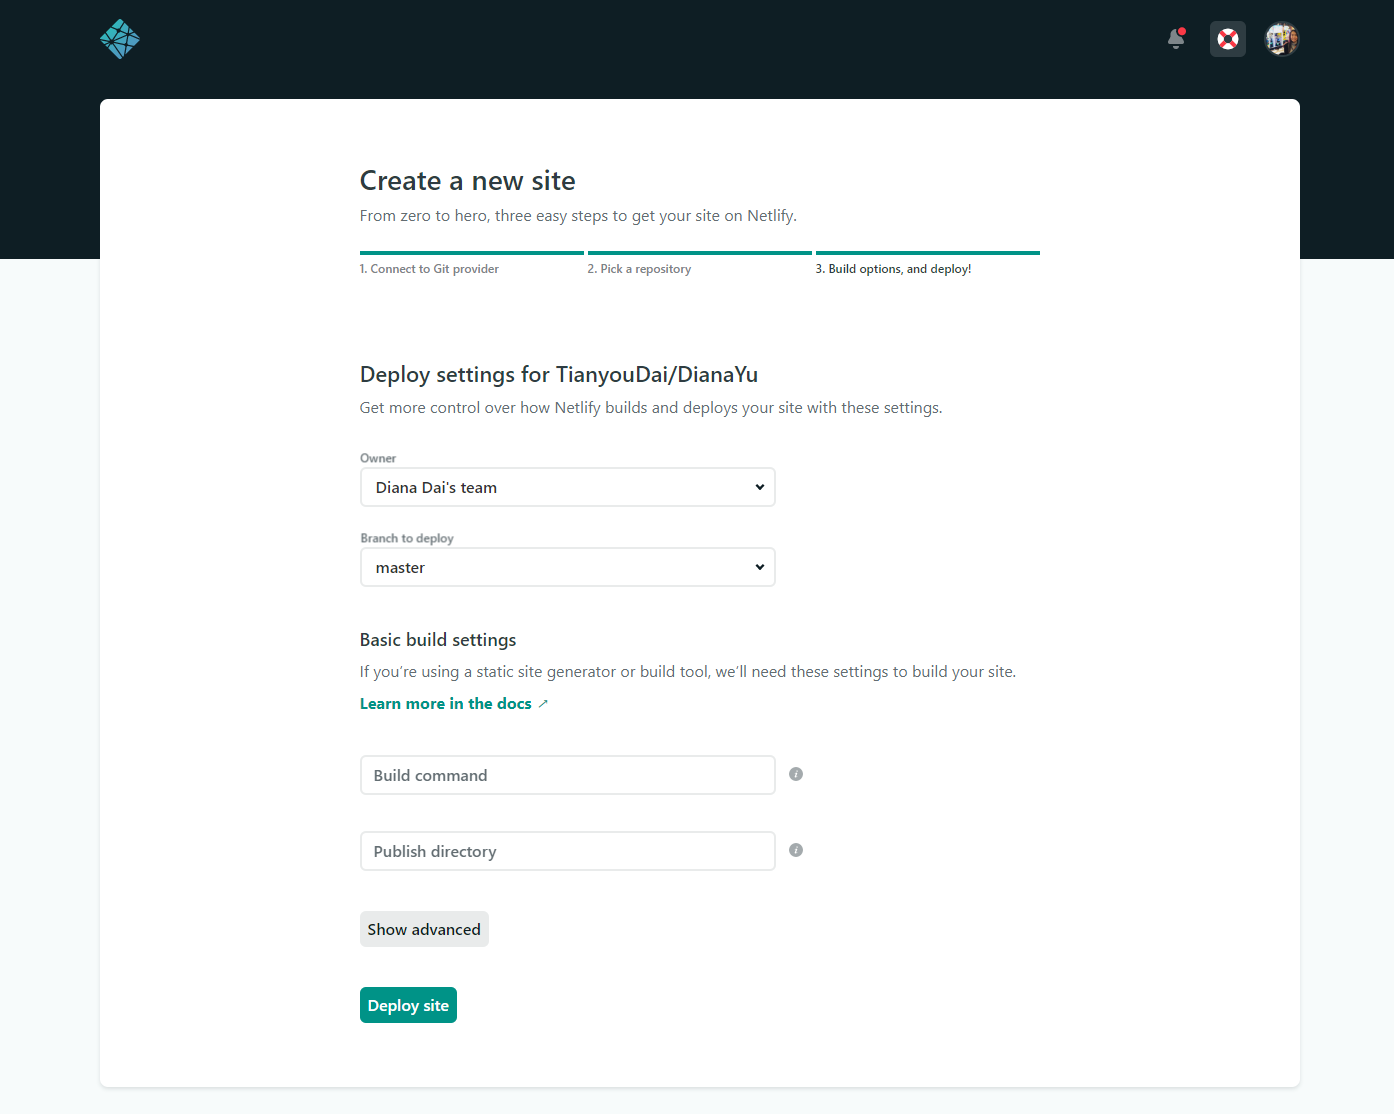 Create a new site
From zero to hero, three easy steps to get your site on Netlify.
1. Connect to Git provider
2. Pick a repository
3. Build options, and deploy!
Deploy settings for TianyouDai/DianaYu
Get more control over how Netlify builds and deploys your site with these settings.
Owner
Diana Dai's team
Branch to deploy
master
Basic build settings
If you’re using a static site generator or build tool, we’ll need these settings to build your site.
Learn more in the docs ↗
Build command
Publish directory
Show advanced
Deploy site